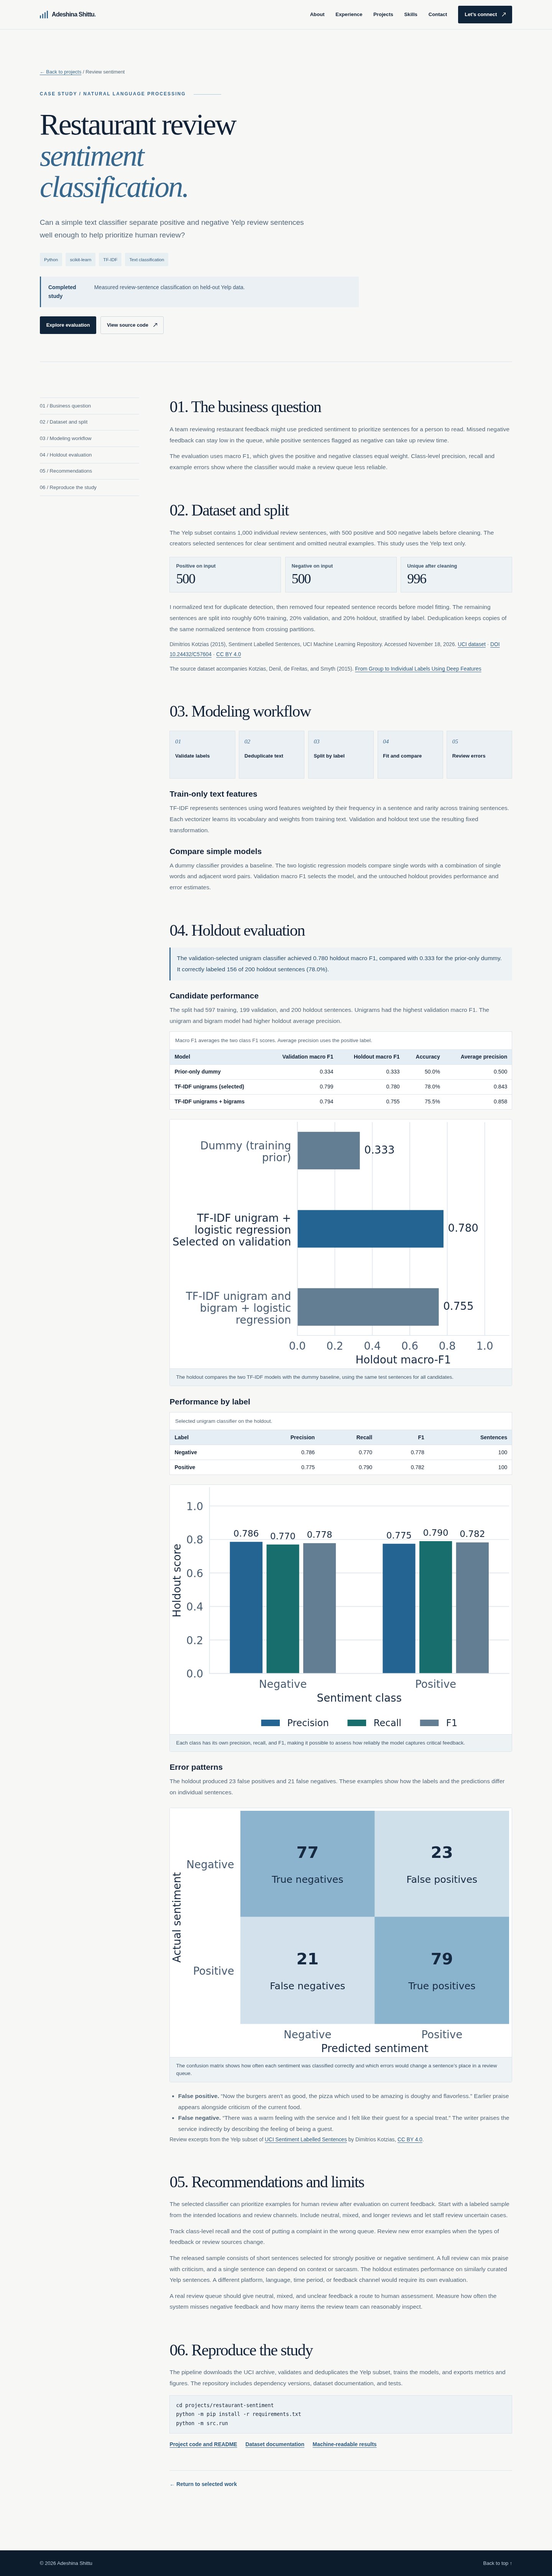 Adeshina Shittu.
About Experience Projects Skills Contact Let's connect ↗
← Back to projects / Review sentiment
CASE STUDY / NATURAL LANGUAGE PROCESSING
Restaurant review
sentiment
classification.
Can a simple text classifier separate positive and negative Yelp review sentences
well enough to help prioritize human review?
Python scikit-learn TF-IDF Text classification
Completed
study
Measured review-sentence classification on held-out Yelp data.
Explore evaluation View source code ↗
01 / Business question
02 / Dataset and split
03 / Modeling workflow
04 / Holdout evaluation
05 / Recommendations
06 / Reproduce the study
01. The business question
A team reviewing restaurant feedback might use predicted sentiment to prioritize sentences for a person to read. Missed negative
feedback can stay low in the queue, while positive sentences flagged as negative can take up review time.
The evaluation uses macro F1, which gives the positive and negative classes equal weight. Class-level precision, recall and
example errors show where the classifier would make a review queue less reliable.
02. Dataset and split
The Yelp subset contains 1,000 individual review sentences, with 500 positive and 500 negative labels before cleaning. The
creators selected sentences for clear sentiment and omitted neutral examples. This study uses the Yelp text only.
Positive on input
500
Negative on input
500
Unique after cleaning
996
I normalized text for duplicate detection, then removed four repeated sentence records before model fitting. The remaining
sentences are split into roughly 60% training, 20% validation, and 20% holdout, stratified by label. Deduplication keeps copies of
the same normalized sentence from crossing partitions.
Dimitrios Kotzias (2015). Sentiment Labelled Sentences, UCI Machine Learning Repository. Accessed November 18, 2026. UCI dataset · DOI
10.24432/C57604 · CC BY 4.0
The source dataset accompanies Kotzias, Denil, de Freitas, and Smyth (2015). From Group to Individual Labels Using Deep Features
03. Modeling workflow
01
Validate labels
02
Deduplicate text
03
Split by label
04
Fit and compare
05
Review errors
Train-only text features
TF-IDF represents sentences using word features weighted by their frequency in a sentence and rarity across training sentences.
Each vectorizer learns its vocabulary and weights from training text. Validation and holdout text use the resulting fixed
transformation.
Compare simple models
A dummy classifier provides a baseline. The two logistic regression models compare single words with a combination of single
words and adjacent word pairs. Validation macro F1 selects the model, and the untouched holdout provides performance and
error estimates.
04. Holdout evaluation
The validation-selected unigram classifier achieved 0.780 holdout macro F1, compared with 0.333 for the prior-only dummy.
It correctly labeled 156 of 200 holdout sentences (78.0%).
Candidate performance
The split had 597 training, 199 validation, and 200 holdout sentences. Unigrams had the highest validation macro F1. The
unigram and bigram model had higher holdout average precision.
Macro F1 averages the two class F1 scores. Average precision uses the positive label.
Model Validation macro F1 Holdout macro F1 Accuracy Average precision
Prior-only dummy 0.334 0.333 50.0% 0.500
TF-IDF unigrams (selected) 0.799 0.780 78.0% 0.843
TF-IDF unigrams + bigrams 0.794 0.755 75.5% 0.858
Dummy (training
prior)
0.333
TF-IDF unigram +
logistic regression
Selected on validation
0.780
TF-IDF unigram and
bigram + logistic
regression
0.755
0.0 0.2 0.4 0.6 0.8 1.0
Holdout macro-F1
The holdout compares the two TF-IDF models with the dummy baseline, using the same test sentences for all candidates.
Performance by label
Selected unigram classifier on the holdout.
Label Precision Recall F1 Sentences
Negative 0.786 0.770 0.778 100
Positive 0.775 0.790 0.782 100
Holdout score
1.0
0.8
0.6
0.4
0.2
0.0
0.786 0.770 0.778 0.775 0.790 0.782
Negative Positive
Sentiment class
Precision Recall F1
Each class has its own precision, recall, and F1, making it possible to assess how reliably the model captures critical feedback.
Error patterns
The holdout produced 23 false positives and 21 false negatives. These examples show how the labels and the predictions differ
on individual sentences.
Actual sentiment
Negative
77
True negatives
23
False positives
Positive
21
False negatives
79
True positives
Negative Positive
Predicted sentiment
The confusion matrix shows how often each sentiment was classified correctly and which errors would change a sentence's place in a review
queue.
• False positive. "Now the burgers aren't as good, the pizza which used to be amazing is doughy and flavorless." Earlier praise
appears alongside criticism of the current food.
• False negative. "There was a warm feeling with the service and I felt like their guest for a special treat." The writer praises the
service indirectly by describing the feeling of being a guest.
Review excerpts from the Yelp subset of UCI Sentiment Labelled Sentences by Dimitrios Kotzias, CC BY 4.0.
05. Recommendations and limits
The selected classifier can prioritize examples for human review after evaluation on current feedback. Start with a labeled sample
from the intended locations and review channels. Include neutral, mixed, and longer reviews and let staff review uncertain cases.
Track class-level recall and the cost of putting a complaint in the wrong queue. Review new error examples when the types of
feedback or review sources change.
The released sample consists of short sentences selected for strongly positive or negative sentiment. A full review can mix praise
with criticism, and a single sentence can depend on context or sarcasm. The holdout estimates performance on similarly curated
Yelp sentences. A different platform, language, time period, or feedback channel would require its own evaluation.
A real review queue should give neutral, mixed, and unclear feedback a route to human assessment. Measure how often the
system misses negative feedback and how many items the review team can reasonably inspect.
06. Reproduce the study
The pipeline downloads the UCI archive, validates and deduplicates the Yelp subset, trains the models, and exports metrics and
figures. The repository includes dependency versions, dataset documentation, and tests.
cd projects/restaurant-sentiment
python -m pip install -r requirements.txt
python -m src.run
Project code and README Dataset documentation Machine-readable results
← Return to selected work
© 2026 Adeshina Shittu Back to top ↑